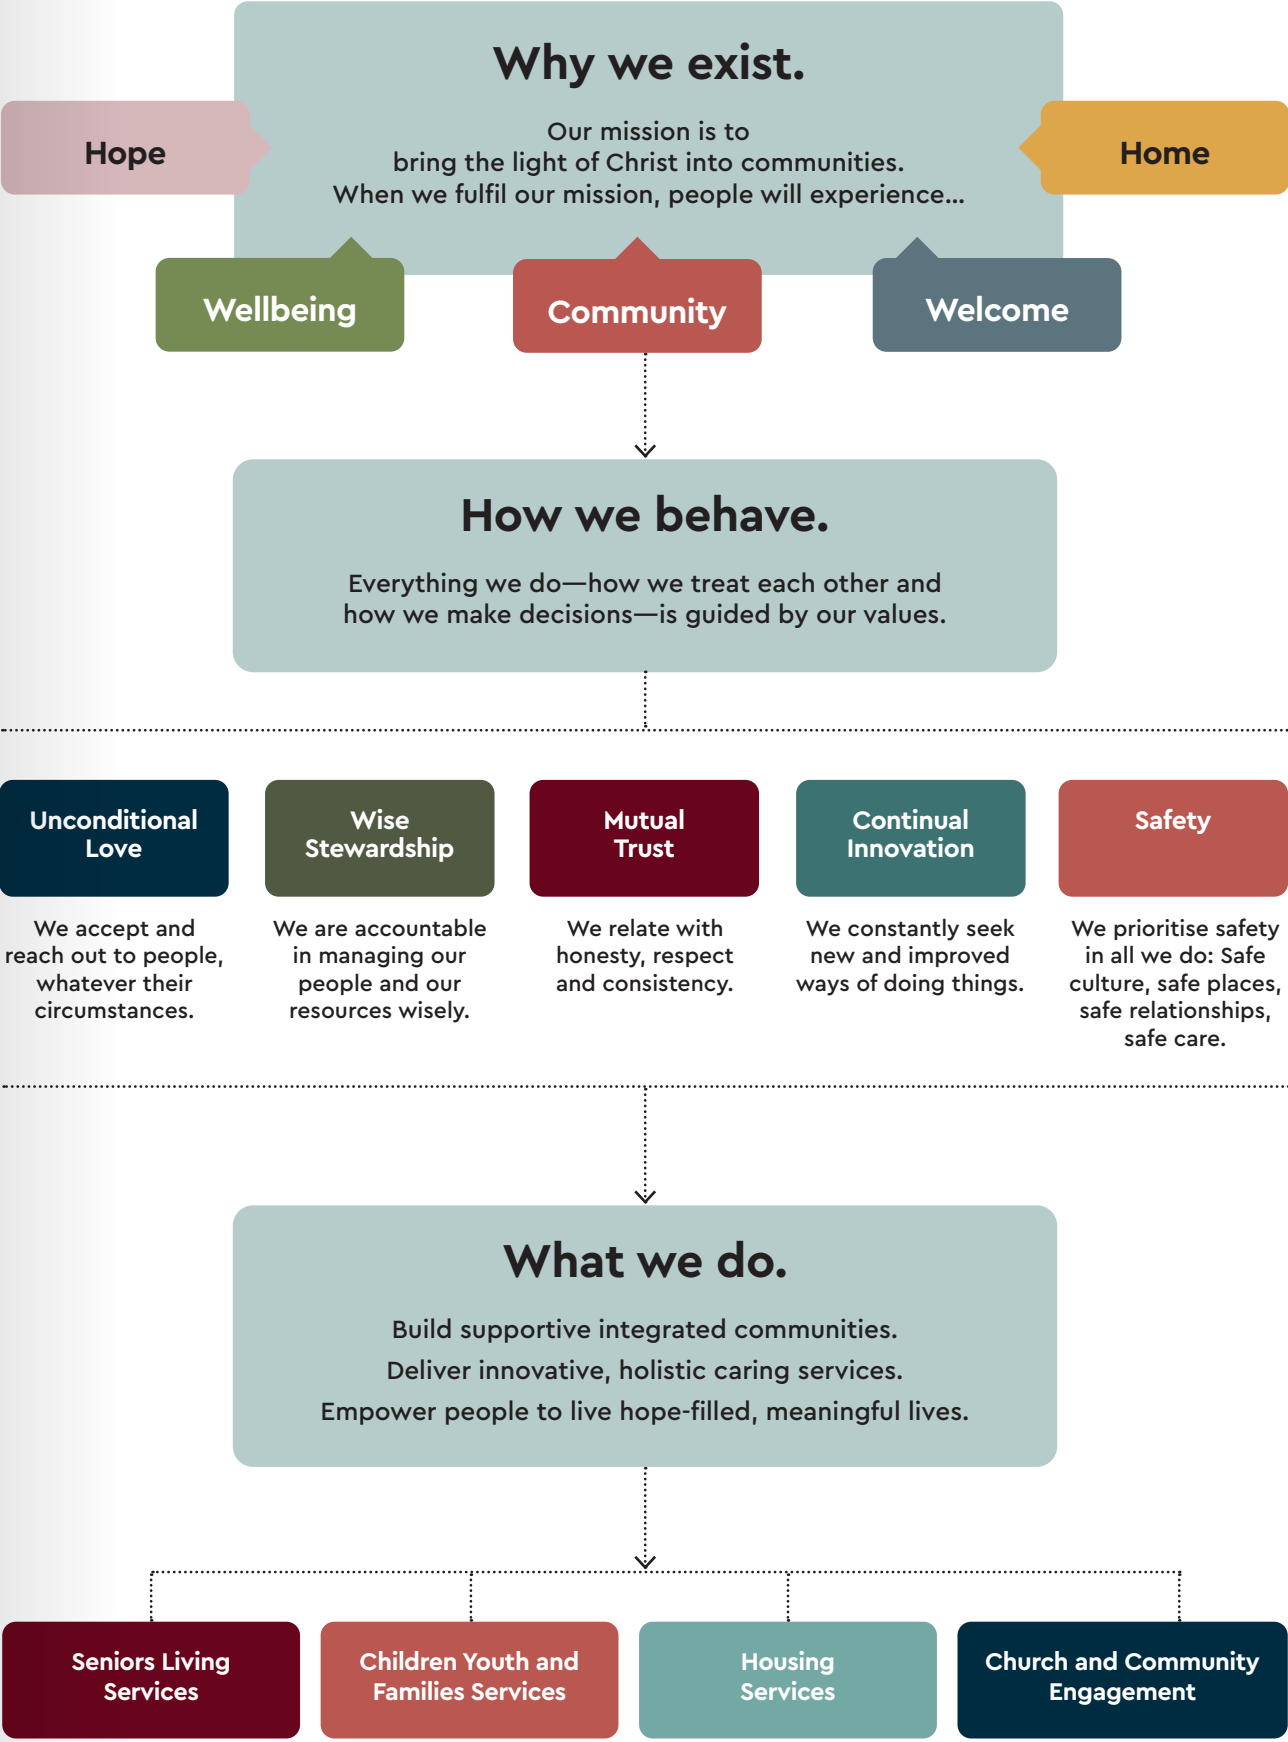 Why we exist.
Our mission is to
bring the light of Christ into communities.
When we fulfil our mission, people will experience...
Hope
Home
Wellbeing
Community
Welcome
How we behave.
Everything we do—how we treat each other and
how we make decisions—is guided by our values.
Unconditional
Love
We accept and
reach out to people,
whatever their
circumstances.
Wise
Stewardship
We are accountable
in managing our
people and our
resources wisely.
Mutual
Trust
We relate with
honesty, respect
and consistency.
Continual
Innovation
We constantly seek
new and improved
ways of doing things.
Safety
We prioritise safety
in all we do: Safe
culture, safe places,
safe relationships,
safe care.
What we do.
Build supportive integrated communities.
Deliver innovative, holistic caring services.
Empower people to live hope-filled, meaningful lives.
Seniors Living
Services
Children Youth and
Families Services
Housing
Services
Church and Community
Engagement